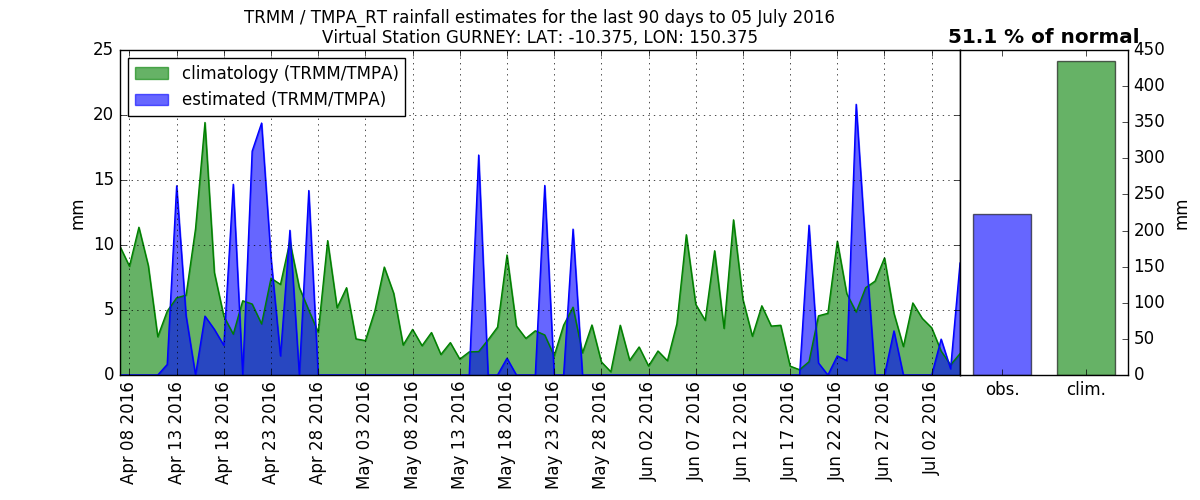 TRMM / TMPA_RT rainfall estimates for the last 90 days to 05 July 2016
Virtual Station GURNEY: LAT: -10.375, LON: 150.375
51.1 % of normal
climatology (TRMM/TMPA)
estimated (TRMM/TMPA)
25
20
15
10
5
0
mm
450
400
350
300
250
200
150
100
50
0
mm
Apr 08 2016
Apr 13 2016
Apr 18 2016
Apr 23 2016
Apr 28 2016
May 03 2016
May 08 2016
May 13 2016
May 18 2016
May 23 2016
May 28 2016
Jun 02 2016
Jun 07 2016
Jun 12 2016
Jun 17 2016
Jun 22 2016
Jun 27 2016
Jul 02 2016
obs.
clim.